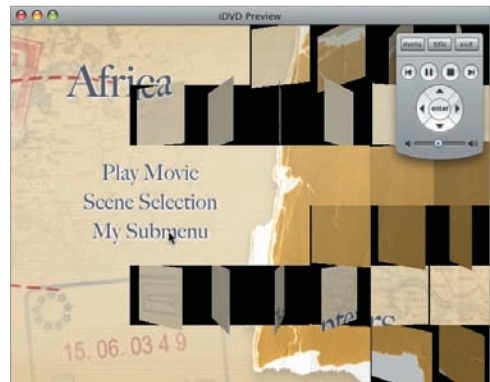 iDVD Preview
menu title exit
Africa
enter
Play Movie
Scene Selection
My Submenu
15. 06. 03 4 9